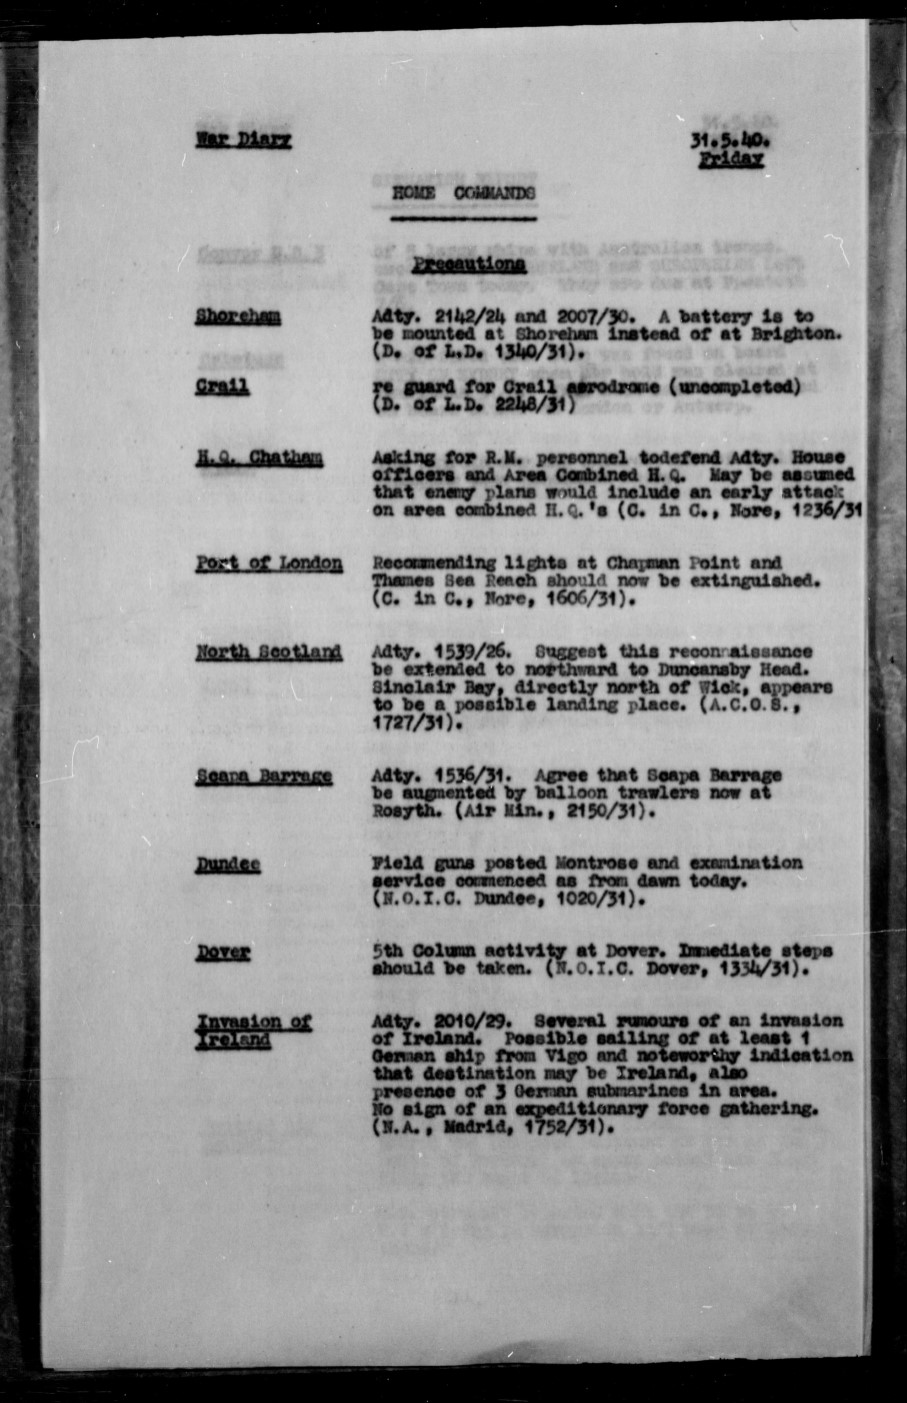 War Diary 31.5.40.
Friday
HOME COMMANDS
Precautions
Shoreham Adty. 2142/24 and 2007/30. A battery is to
be mounted at Shoreham instead of at Brighton.
(D. of L.D. 1340/31).
Crail re guard for Crail aerodrome (uncompleted)
(D. of L.D. 2248/31)
H.Q. Chatham Asking for R.M. personnel todefend Adty. House
officers and Area Combined H.Q. May be assumed
that enemy plans would include an early attack
on area combined H.Q.'s (C. in C., Nore, 1236/31
Port of London Recommending lights at Chapman Point and
Thames Sea Reach should now be extinguished.
(C. in C., Nore, 1606/31).
North Scotland Adty. 1539/26. Suggest this reconnaissance
be extended to northward to Duncansby Head.
Sinclair Bay, directly north of Wick, appears
to be a possible landing place. (A.C.O.S.,
1727/31).
Scapa Barrage Adty. 1536/31. Agree that Scapa Barrage
be augmented by balloon trawlers now at
Rosyth. (Air Min., 2150/31).
Dundee Field guns posted Montrose and examination
service commenced as from dawn today.
(N.O.I.C. Dundee, 1020/31).
Dover 5th Column activity at Dover. Immediate steps
should be taken. (N.O.I.C. Dover, 1334/31).
Invasion of Adty. 2010/29. Several rumours of an invasion
Ireland of Ireland. Possible sailing of at least 1
German ship from Vigo and noteworthy indication
that destination may be Ireland, also
presence of 3 German submarines in area.
No sign of an expeditionary force gathering.
(N.A., Madrid, 1752/31).